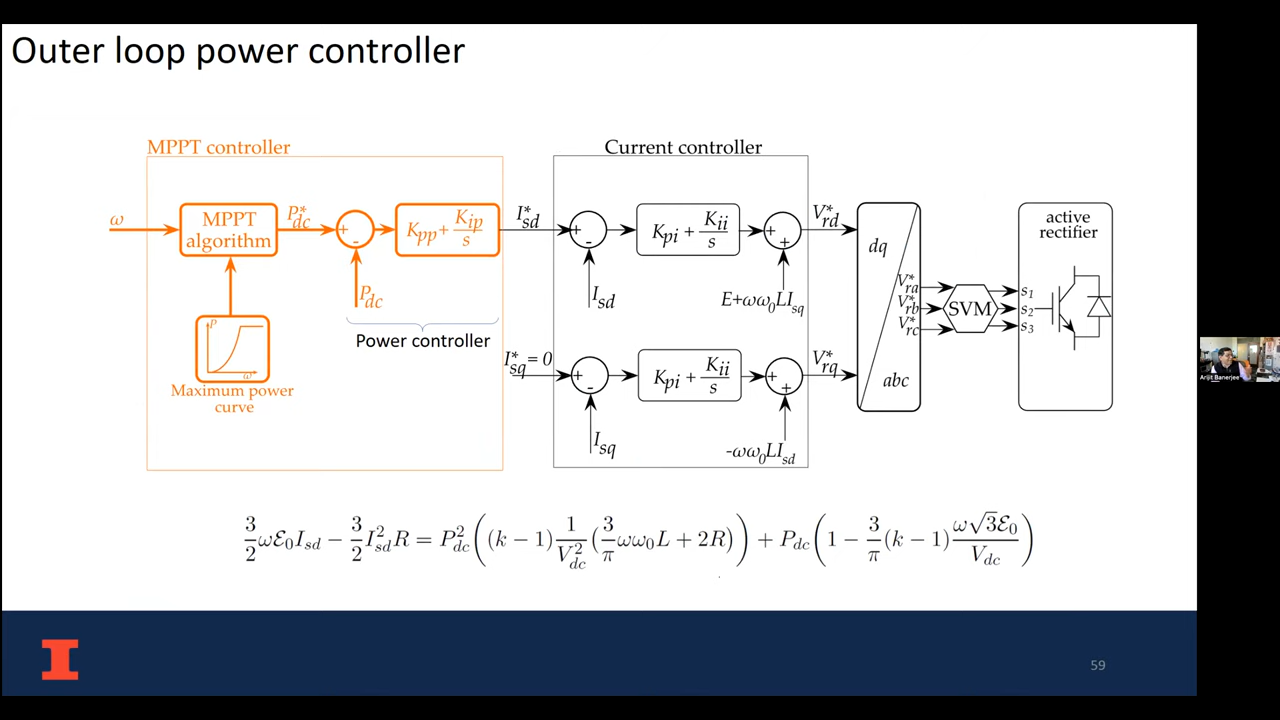 Outer loop power controller
MPPT controller
Current controller
ω
MPPT
algorithm
P*dc
+
-
Pdc
Kpp + Kip/s
I*sd
Power controller
P
ω
Maximum power
curve
+
-
Isd
Kpi + Kii/s
+
+
E+ωω0LIsq
V*rd
I*sq = 0
+
-
Isq
Kpi + Kii/s
+
+
-ωω0LIsd
V*rq
dq
abc
V*ra
V*rb
V*rc
SVM
active
rectifier
s1
s2
s3
3/2 ωℰ0Isd − 3/2 I²sdR = P²dc((k − 1) 1/V²dc (3/π ωω0L + 2R)) + Pdc(1 − 3/π (k − 1) ω√3ℰ0/Vdc)
I
59
Arijit Banerjee